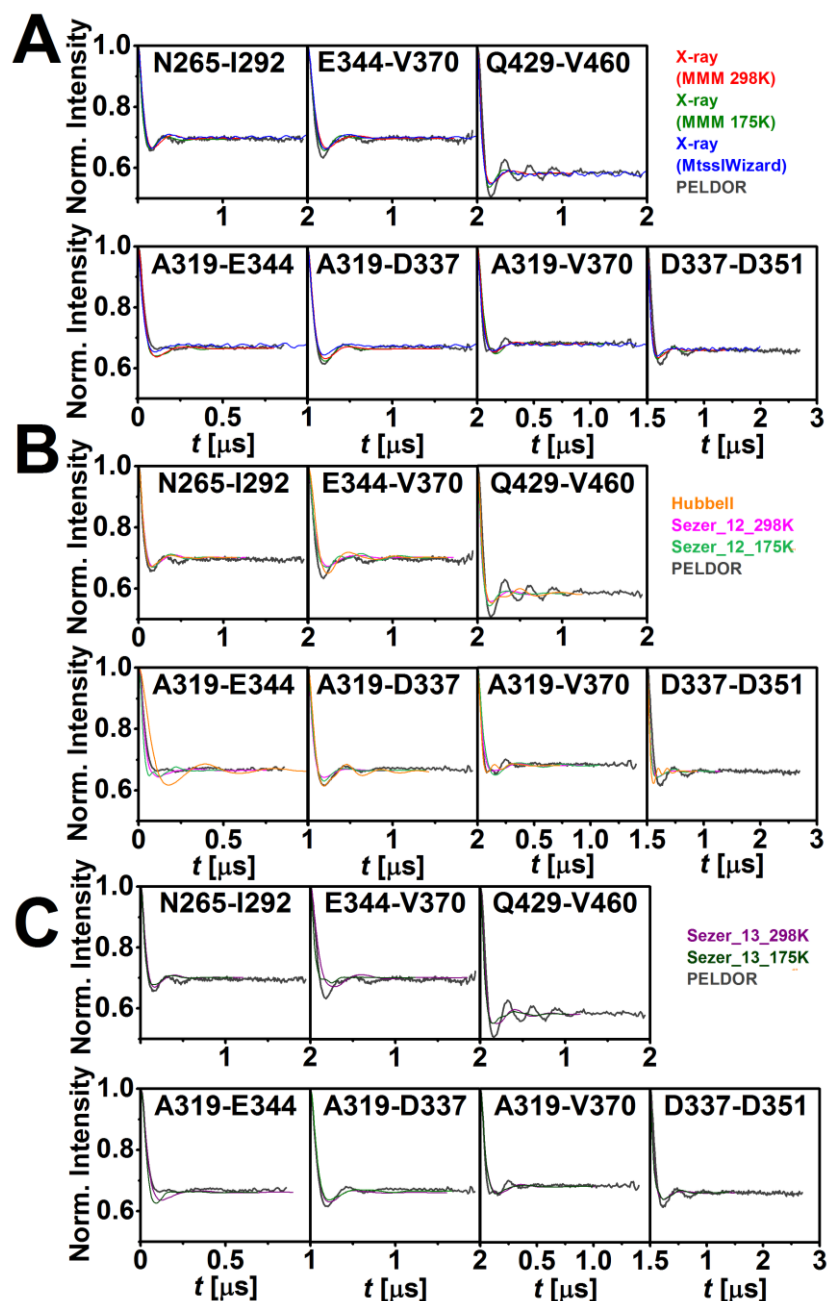 A
Norm. Intensity
1.0
0.8
0.6
N265-I292
E344-V370
Q429-V460
X-ray
(MMM 298K)
X-ray
(MMM 175K)
X-ray
(MtsslWizard)
PELDOR
0 1 2 1 2 1 2
Norm. Intensity
1.0
0.8
0.6
A319-E344
A319-D337
A319-V370
D337-D351
0 0.5 1 1 2 0.5 1.0 1.5 1 2 3
t [µs] t [µs] t [µs] t [µs]
B
Norm. Intensity
1.0
0.8
0.6
N265-I292
E344-V370
Q429-V460
Hubbell
Sezer_12_298K
Sezer_12_175K
PELDOR
0 1 2 1 2 1 2
Norm. Intensity
1.0
0.8
0.6
A319-E344
A319-D337
A319-V370
D337-D351
0 0.5 1 1 2 0.5 1.0 1.5 1 2 3
t [µs] t [µs] t [µs] t [µs]
C
Norm. Intensity
1.0
0.8
0.6
N265-I292
E344-V370
Q429-V460
Sezer_13_298K
Sezer_13_175K
PELDOR
0 1 2 1 2 1 2
Norm. Intensity
1.0
0.8
0.6
A319-E344
A319-D337
A319-V370
D337-D351
0 0.5 1 1 2 0.5 1.0 1.5 1 2 3
t [µs] t [µs] t [µs] t [µs]